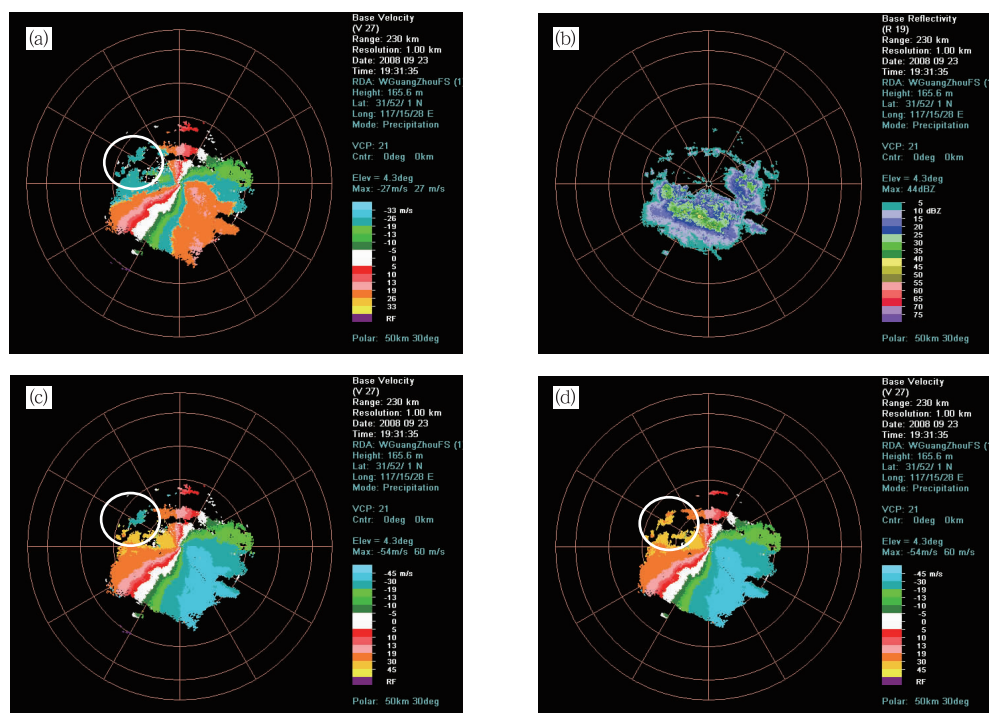 (a)
Base Velocity
(V 27)
Range: 230 km
Resolution: 1.00 km
Date: 2008 09 23
Time: 19:31:35
RDA: WGuangZhouFS (1
Height: 165.6 m
Lat: 31/52/ 1 N
Long: 117/15/28 E
Mode: Precipitation
VCP: 21
Cntr: 0deg 0km
Elev = 4.3deg
Max: -27m/s 27 m/s
-33 m/s
-26
-19
-13
-10
-5
0
5
10
13
19
26
33
RF
Polar: 50km 30deg
(b)
Base Reflectivity
(R 19)
Range: 230 km
Resolution: 1.00 km
Date: 2008 09 23
Time: 19:31:35
RDA: WGuangZhouFS (1
Height: 165.6 m
Lat: 31/52/ 1 N
Long: 117/15/28 E
Mode: Precipitation
VCP: 21
Cntr: 0deg 0km
Elev = 4.3deg
Max: 44dBZ
5
10 dBZ
15
20
25
30
35
40
45
50
55
60
65
70
75
Polar: 50km 30deg
(c)
Base Velocity
(V 27)
Range: 230 km
Resolution: 1.00 km
Date: 2008 09 23
Time: 19:31:35
RDA: WGuangZhouFS (1
Height: 165.6 m
Lat: 31/52/ 1 N
Long: 117/15/28 E
Mode: Precipitation
VCP: 21
Cntr: 0deg 0km
Elev = 4.3deg
Max: -54m/s 60 m/s
-45 m/s
-30
-19
-13
-10
-5
0
5
10
13
19
30
45
RF
Polar: 50km 30deg
(d)
Base Velocity
(V 27)
Range: 230 km
Resolution: 1.00 km
Date: 2008 09 23
Time: 19:31:35
RDA: WGuangZhouFS (1
Height: 165.6 m
Lat: 31/52/ 1 N
Long: 117/15/28 E
Mode: Precipitation
VCP: 21
Cntr: 0deg 0km
Elev = 4.3deg
Max: -54m/s 60 m/s
-45 m/s
-30
-19
-13
-10
-5
0
5
10
13
19
30
45
RF
Polar: 50km 30deg